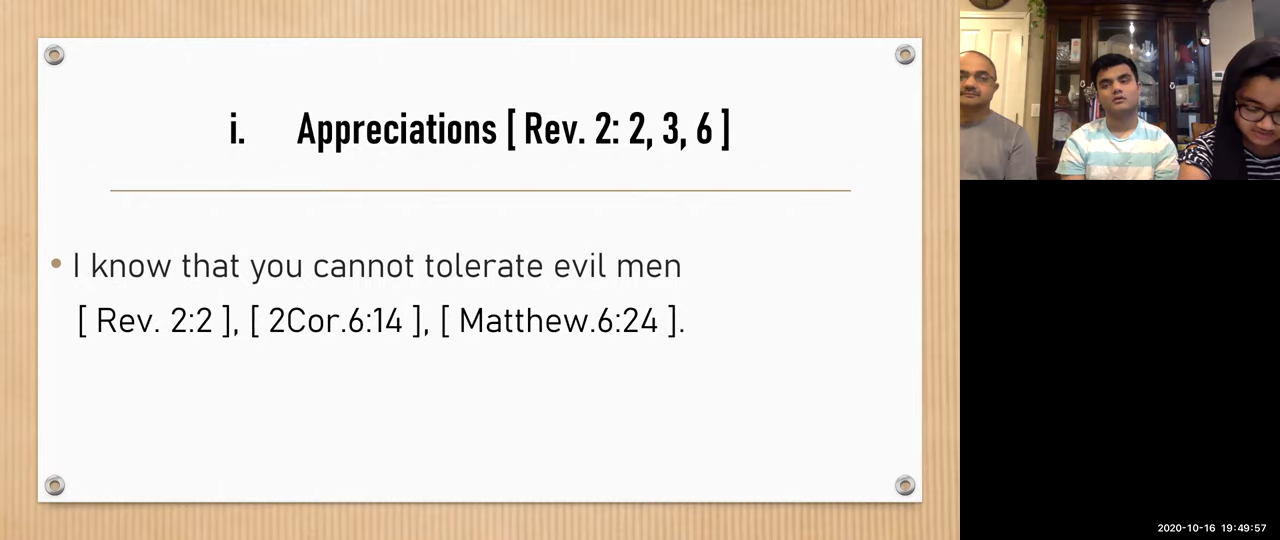 i. Appreciations [ Rev. 2: 2, 3, 6 ]
• I know that you cannot tolerate evil men
[ Rev. 2:2 ], [ 2Cor.6:14 ], [ Matthew.6:24 ].
2020-10-16 19:49:57